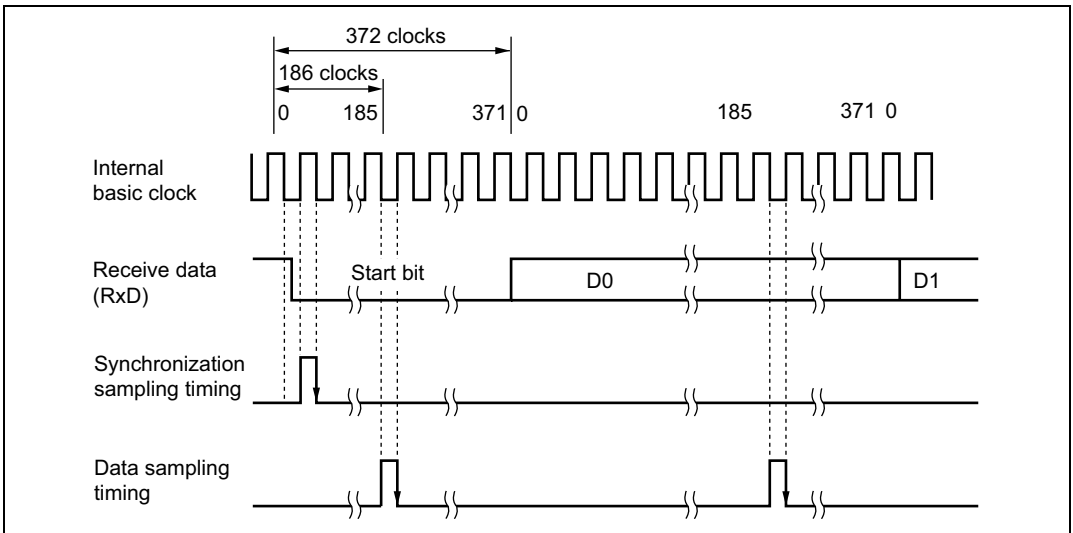 372 clocks
186 clocks
0 185 371 0 185 371 0
Internal
basic clock
Receive data
(RxD)
Start bit D0 D1
Synchronization
sampling timing
Data sampling
timing